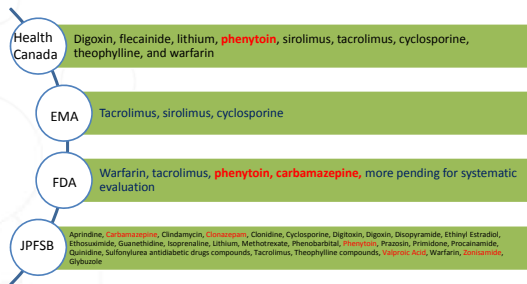 Health
Canada
Digoxin, flecainide, lithium, phenytoin, sirolimus, tacrolimus, cyclosporine,
theophylline, and warfarin
EMA
Tacrolimus, sirolimus, cyclosporine
FDA
Warfarin, tacrolimus, phenytoin, carbamazepine, more pending for systematic
evaluation
JPFSB
Aprindine, Carbamazepine, Clindamycin, Clonazepam, Clonidine, Cyclosporine, Digitoxin, Digoxin, Disopyramide, Ethinyl Estradiol,
Ethosuximide, Guanethidine, Isoprenaline, Lithium, Methotrexate, Phenobarbital, Phenytoin, Prazosin, Primidone, Procainamide,
Quinidine, Sulfonylurea antidiabetic drugs compounds, Tacrolimus, Theophylline compounds, Valproic Acid, Warfarin, Zonisamide,
Glybuzole